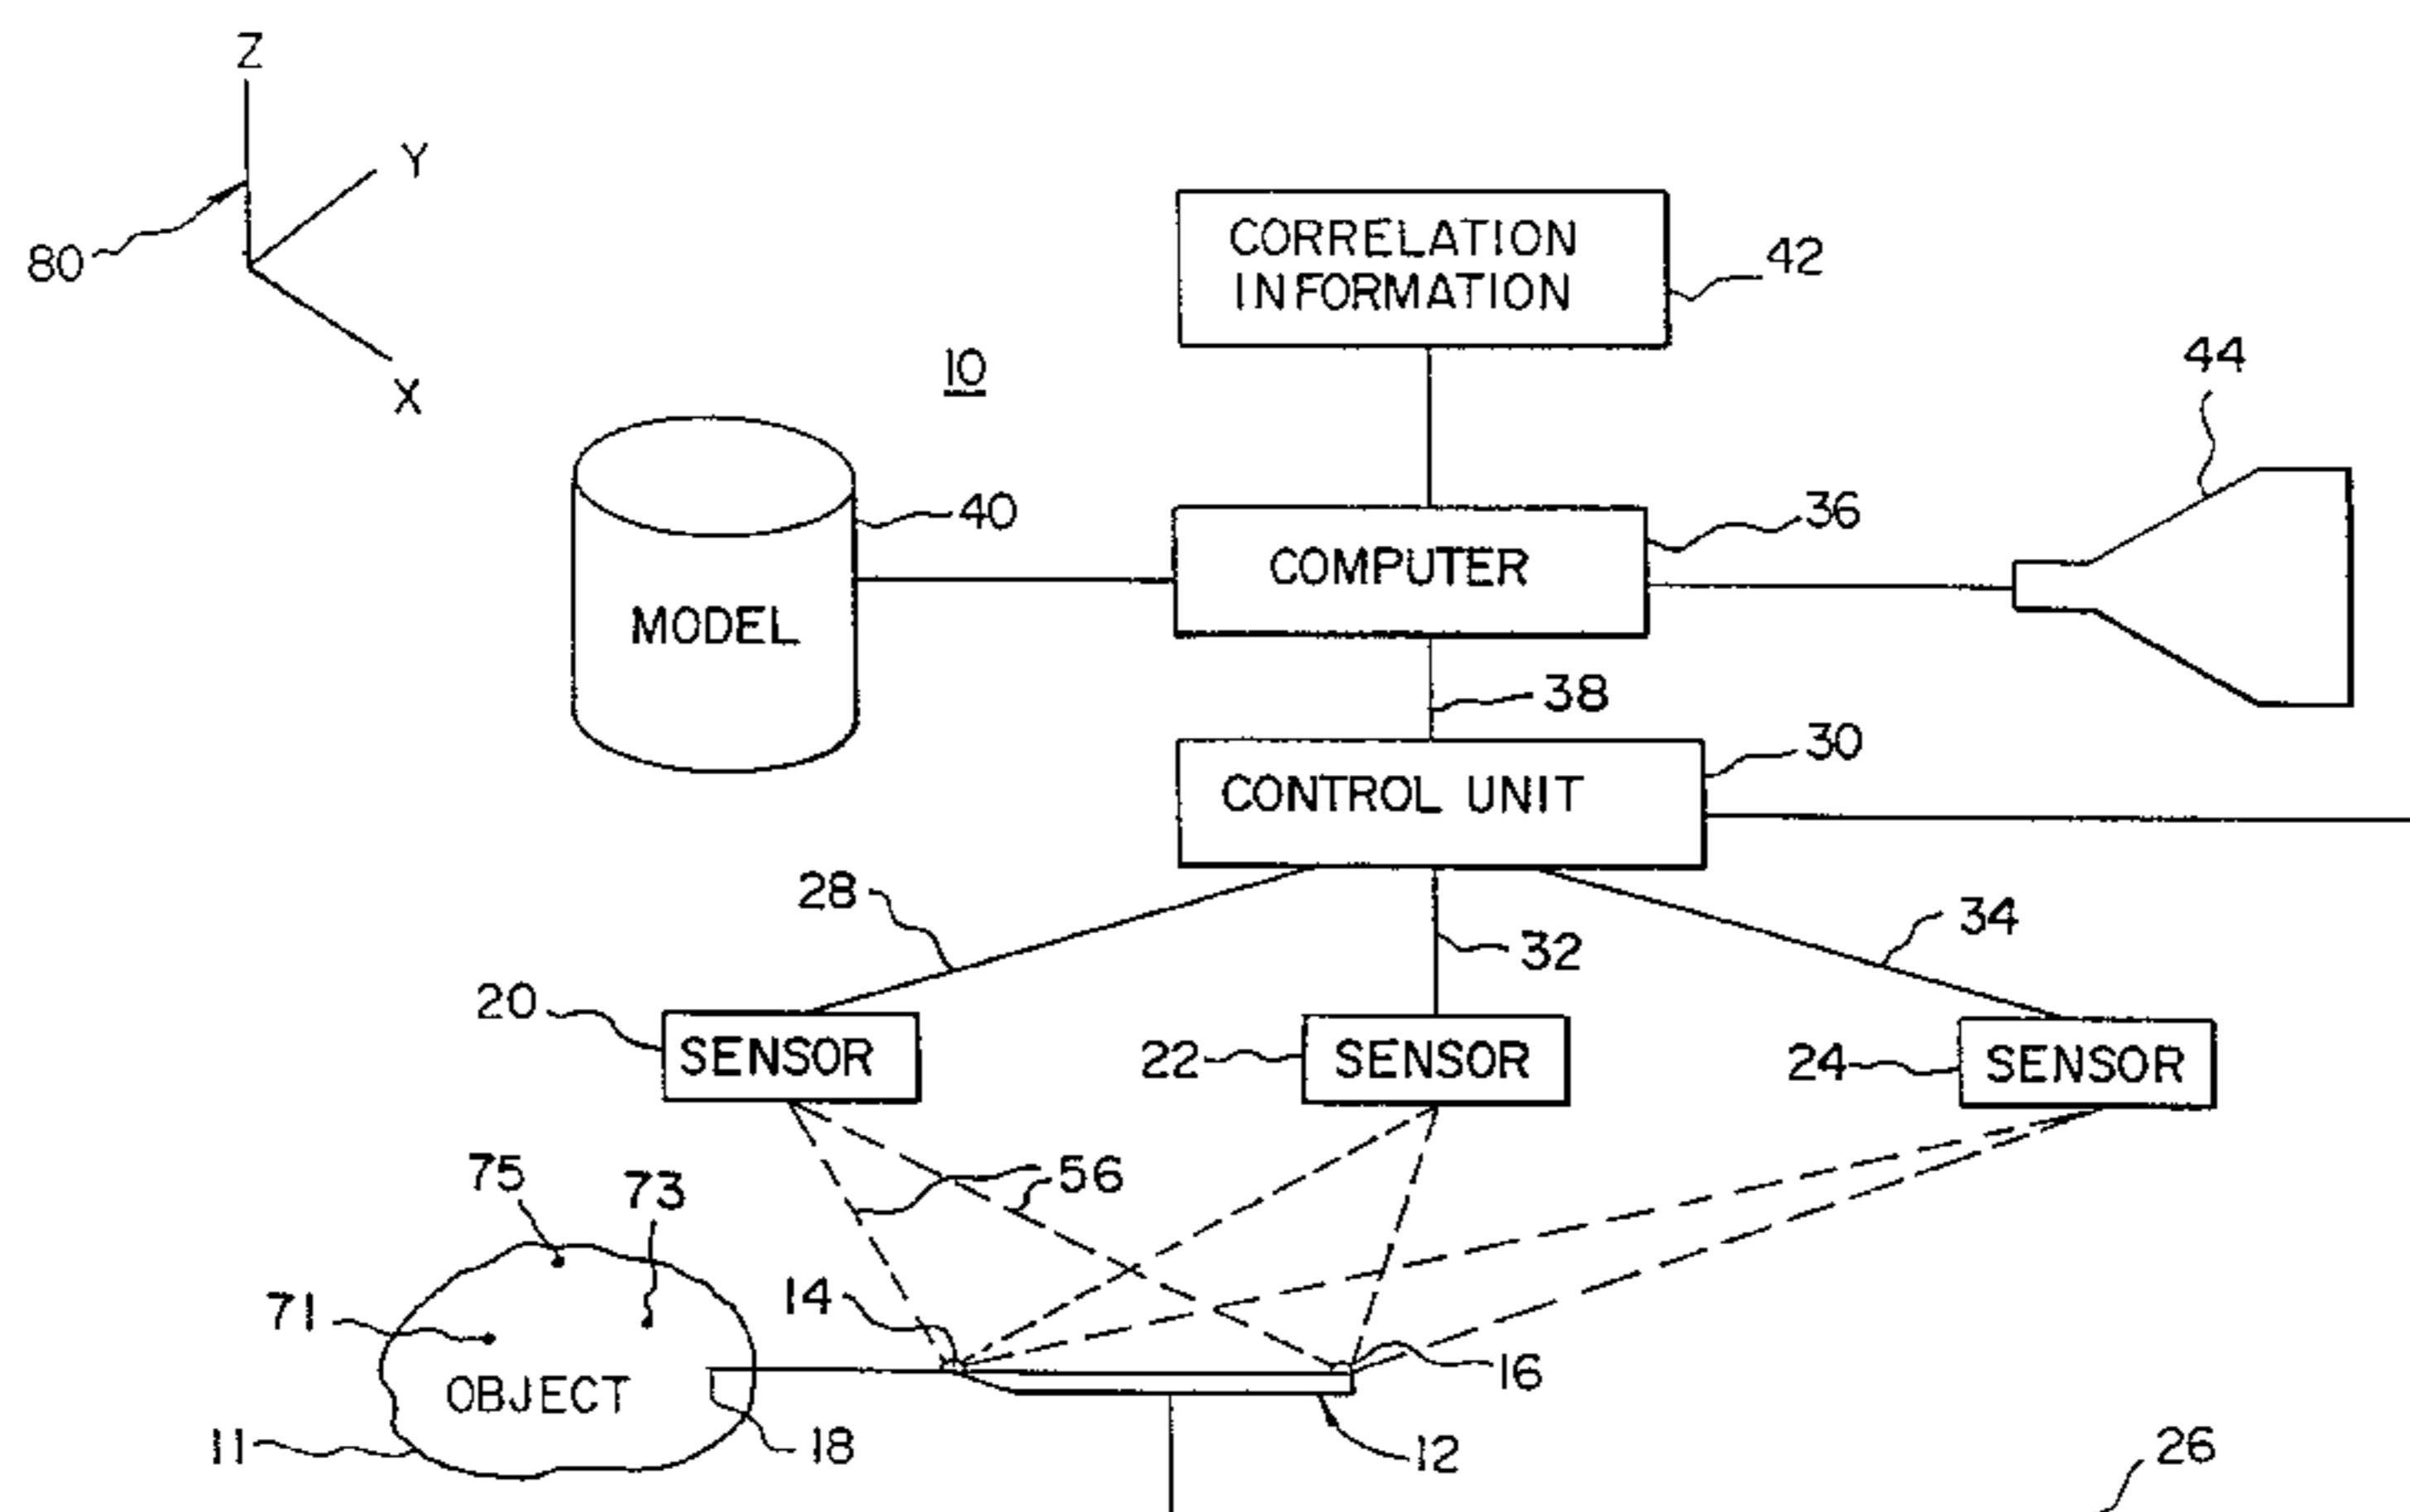 Z
Y
80
X
CORRELATION
INFORMATION
42
10
44
40
36
COMPUTER
MODEL
38
30
CONTROL UNIT
28
34
32
20
SENSOR
22
SENSOR
24
SENSOR
75
73
56
71
14
OBJECT
16
11
18
12
26